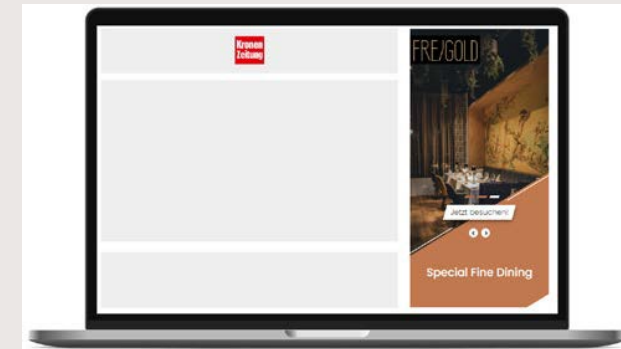 Kronen
Zeitung
FRE/GOLD
Jetzt besuchen!
Special Fine Dining